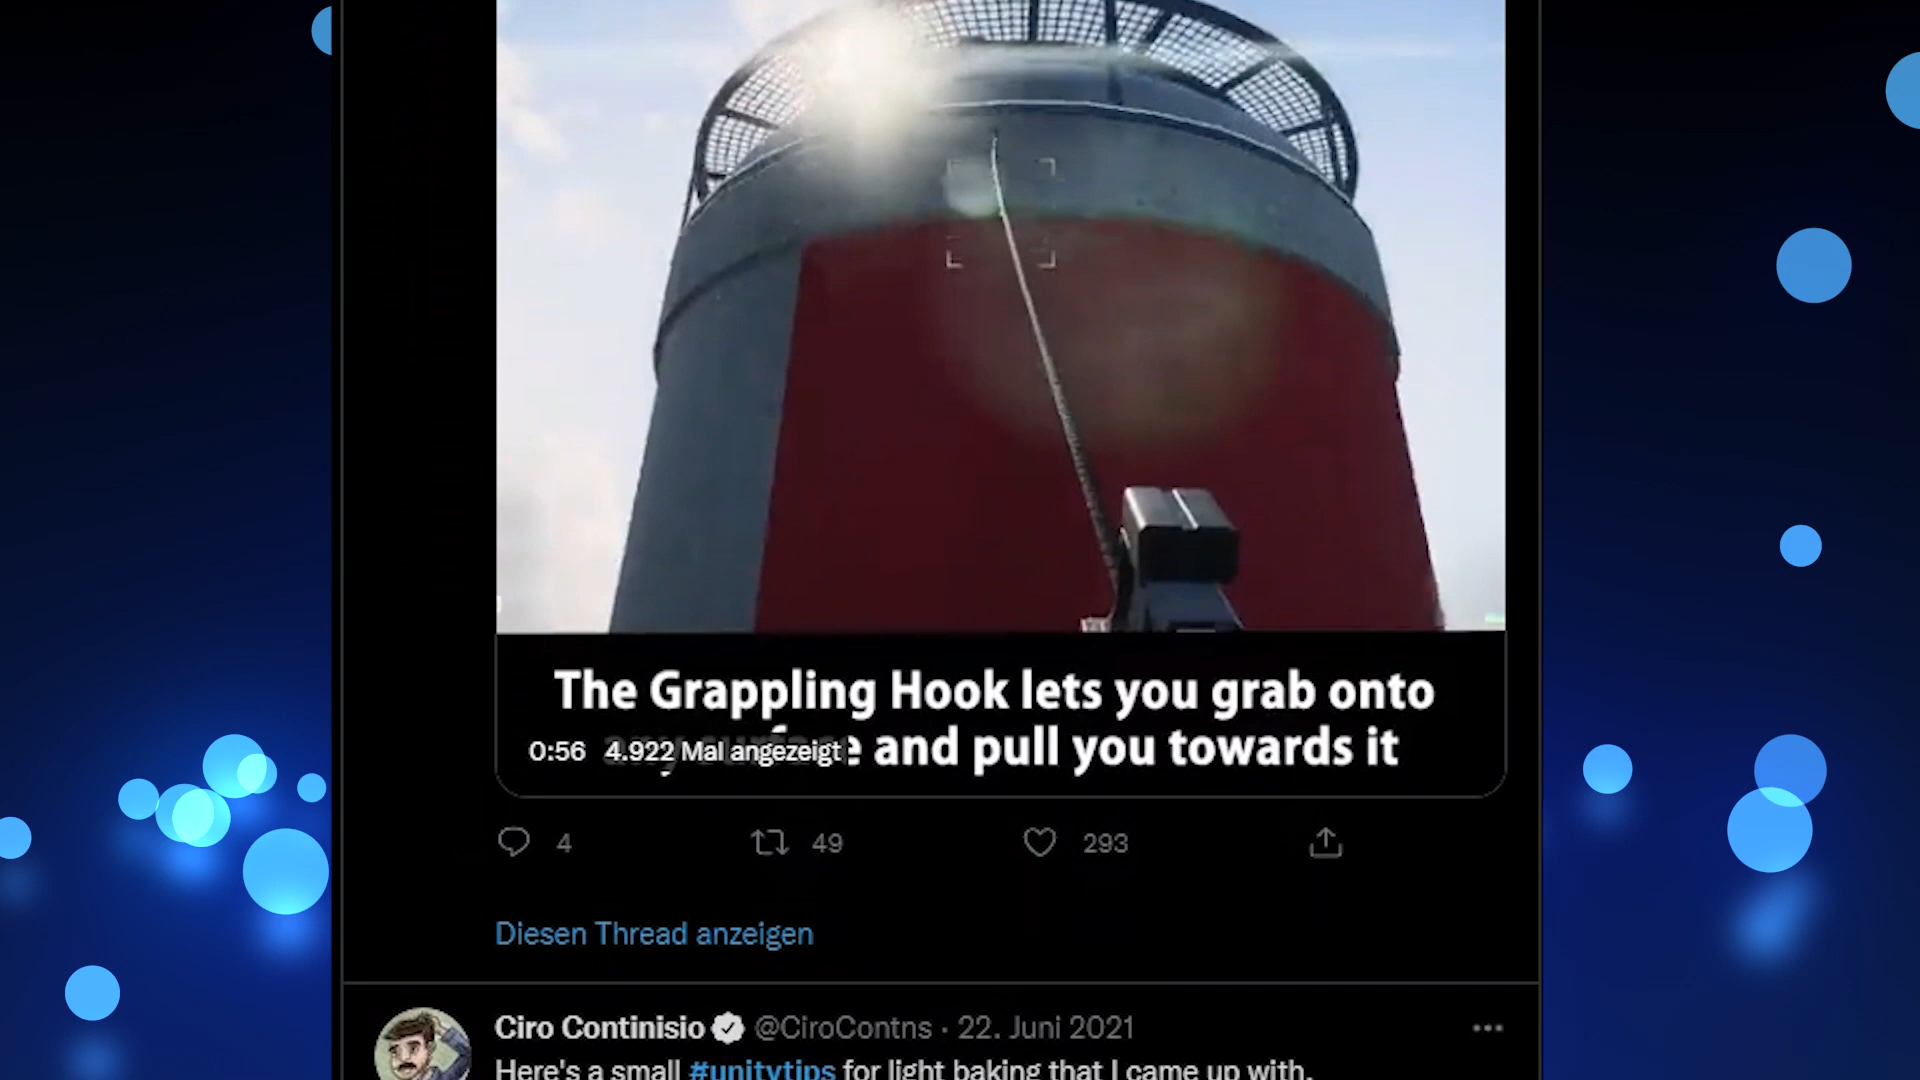 The Grappling Hook lets you grab onto
e and pull you towards it
0:56 4.922 Mal angezeigt
4 49 293
Diesen Thread anzeigen
Ciro Continisio @CiroContns · 22. Juni 2021 ...
Here's a small #unitytips for light baking that I came up with.